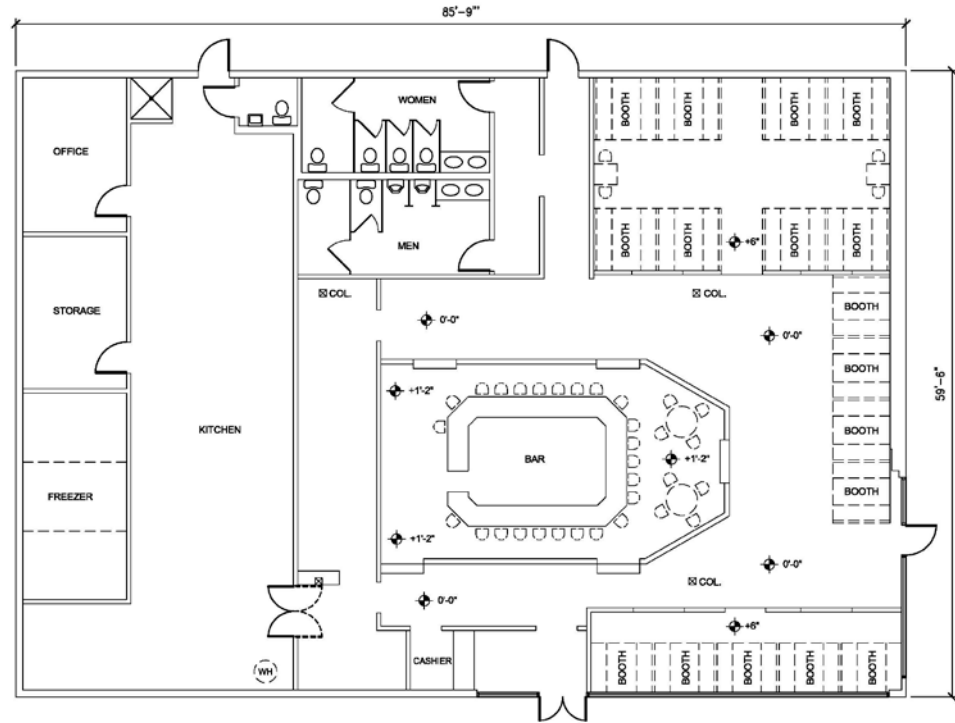 85'-9"'
WOMEN
BOOTH
BOOTH
BOOTH
BOOTH
OFFICE
MEN
BOOTH
BOOTH
BOOTH
BOOTH
+6"
COL.
COL.
STORAGE
BOOTH
0'-0"
0'-0"
BOOTH
59'-6"
+1'-2"
KITCHEN
BOOTH
BAR
+1'-2"
FREEZER
BOOTH
+1'-2"
0'-0"
COL.
0'-0"
+6"
CASHIER
WH
BOOTH
BOOTH
BOOTH
BOOTH
BOOTH